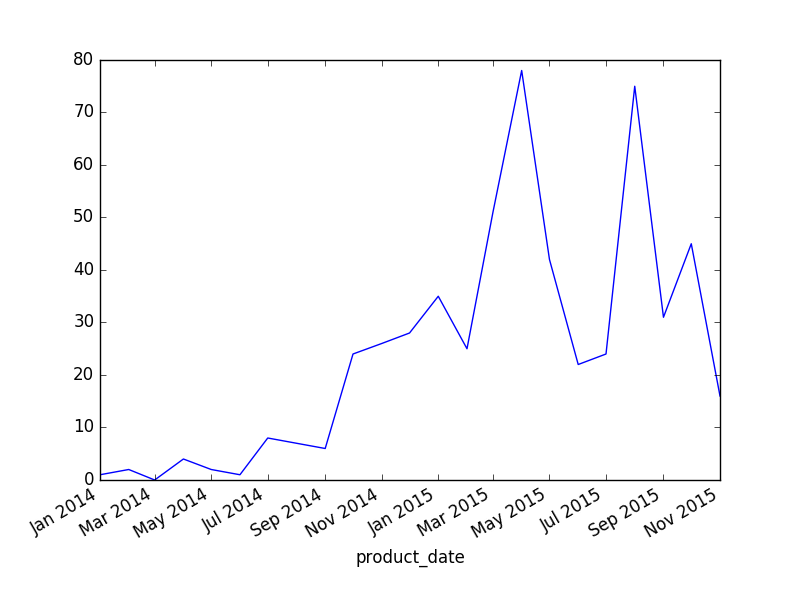 80
70
60
50
40
30
20
10
0
Jan 2014
Mar 2014
May 2014
Jul 2014
Sep 2014
Nov 2014
Jan 2015
Mar 2015
May 2015
Jul 2015
Sep 2015
Nov 2015
product_date